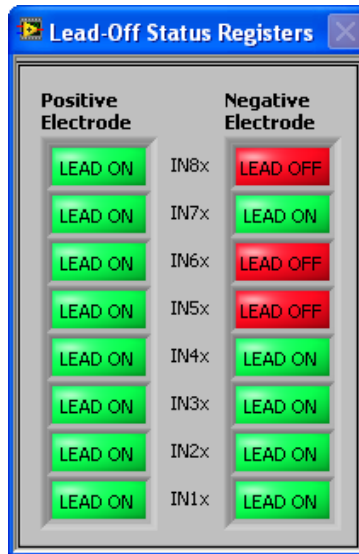 Lead-Off Status Registers
Positive Electrode
Negative Electrode
LEAD ON IN8x LEAD OFF
LEAD ON IN7x LEAD ON
LEAD ON IN6x LEAD OFF
LEAD ON IN5x LEAD OFF
LEAD ON IN4x LEAD ON
LEAD ON IN3x LEAD ON
LEAD ON IN2x LEAD ON
LEAD ON IN1x LEAD ON